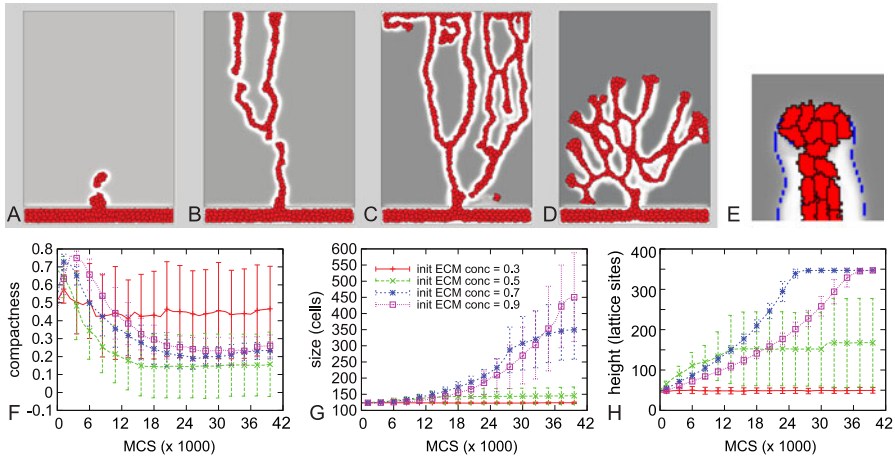 A
B
C
D
E
0.8
0.7
0.6
0.5
0.4
0.3
0.2
0.1
0
-0.1
compactness
0 6 12 18 24 30 36 42
MCS (x 1000)
F
600
550
500
450
400
350
300
250
200
150
100
size (cells)
init ECM conc = 0.3
init ECM conc = 0.5
init ECM conc = 0.7
init ECM conc = 0.9
0 6 12 18 24 30 36 42
MCS (x 1000)
G
400
350
300
250
200
150
100
50
0
height (lattice sites)
0 6 12 18 24 30 36 42
MCS (x 1000)
H